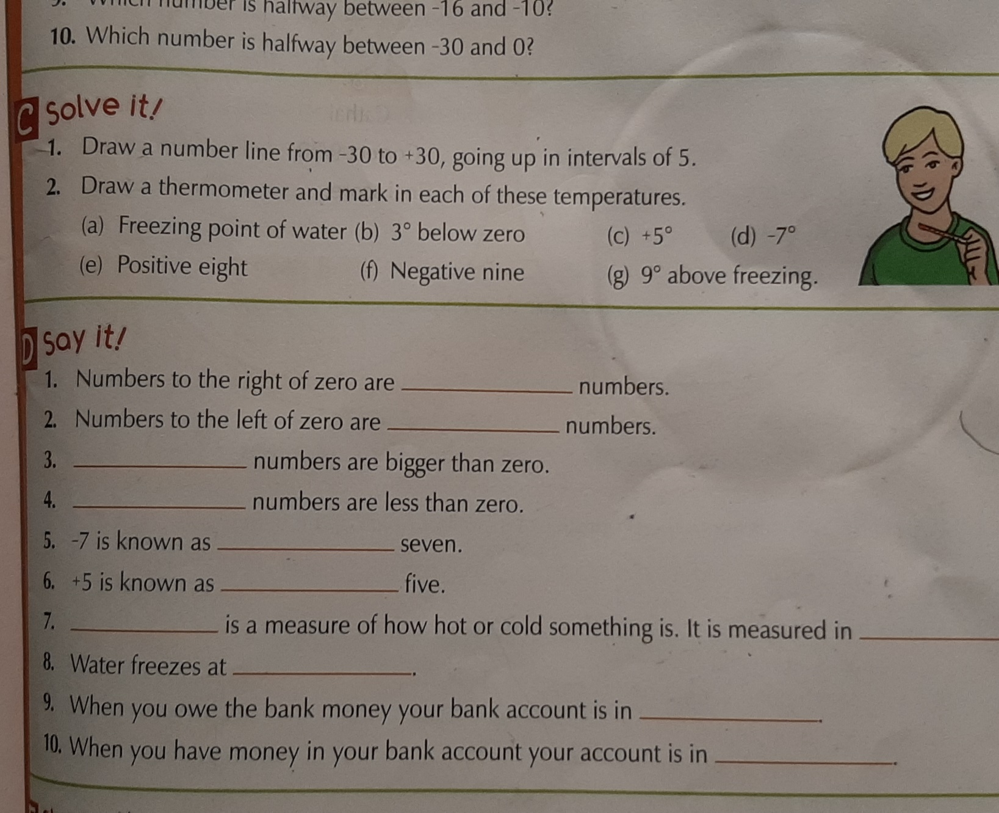 number is halfway between -16 and -10?
10. Which number is halfway between -30 and 0?
C Solve it!
1. Draw a number line from -30 to +30, going up in intervals of 5.
2. Draw a thermometer and mark in each of these temperatures.
(a) Freezing point of water (b) 3° below zero (c) +5° (d) -7°
(e) Positive eight (f) Negative nine (g) 9° above freezing.
D Say it!
1. Numbers to the right of zero are ____________ numbers.
2. Numbers to the left of zero are ____________ numbers.
3. ____________ numbers are bigger than zero.
4. ____________ numbers are less than zero.
5. -7 is known as ____________ seven.
6. +5 is known as ____________ five.
7. ____________ is a measure of how hot or cold something is. It is measured in ____________
8. Water freezes at ____________.
9. When you owe the bank money your bank account is in ____________.
10. When you have money in your bank account your account is in ____________.